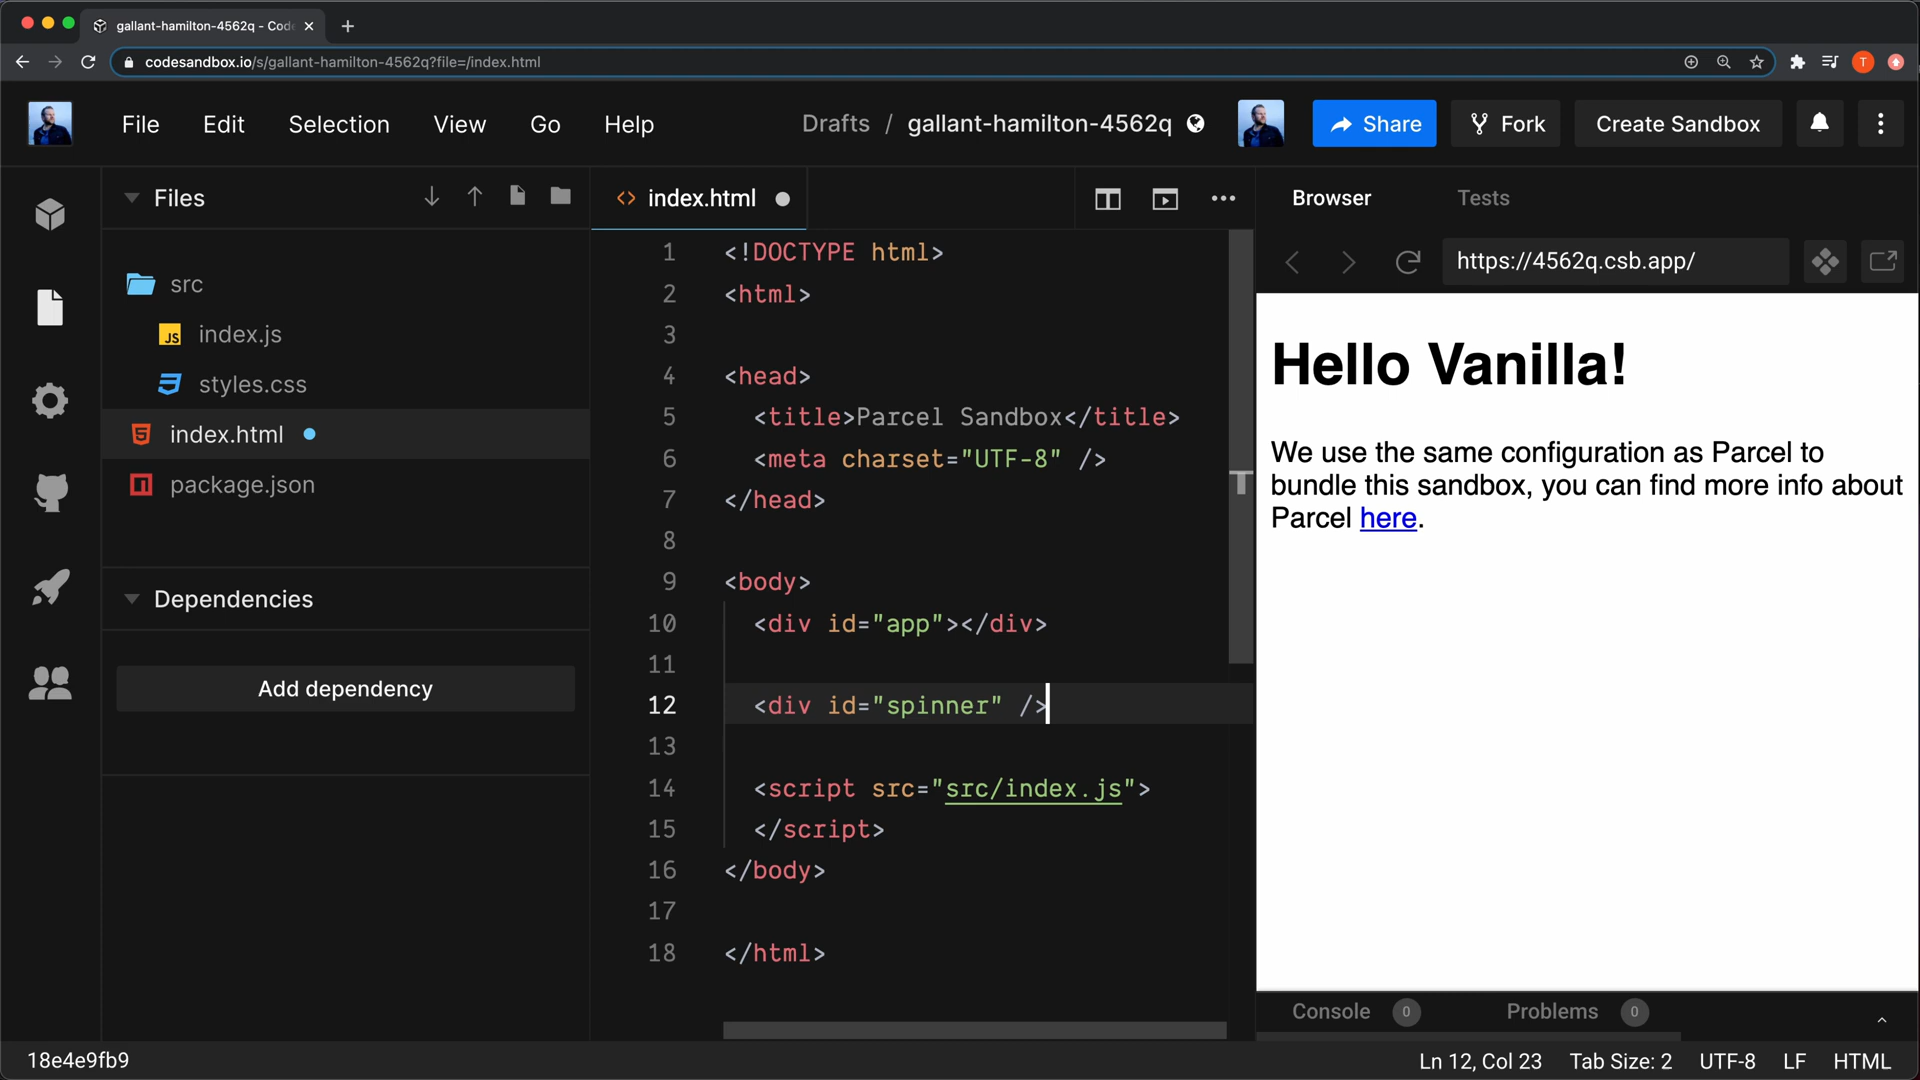 gallant-hamilton-4562q - Cod
codesandbox.io/s/gallant-hamilton-4562q?file=/index.html
T
File Edit Selection View Go Help
Drafts / gallant-hamilton-4562q
Share Fork Create Sandbox
Files
src
JS index.js
styles.css
5 index.html
package.json
Dependencies
Add dependency
<> index.html
1 <!DOCTYPE html>
2 <html>
3
4 <head>
5 <title>Parcel Sandbox</title>
6 <meta charset="UTF-8" />
7 </head>
8
9 <body>
10 <div id="app"></div>
11
12 <div id="spinner" />
13
14 <script src="src/index.js">
15 </script>
16 </body>
17
18 </html>
Browser Tests
https://4562q.csb.app/
Hello Vanilla!
We use the same configuration as Parcel to
bundle this sandbox, you can find more info about
Parcel here.
Console 0 Problems 0
18e4e9fb9
Ln 12, Col 23 Tab Size: 2 UTF-8 LF HTML